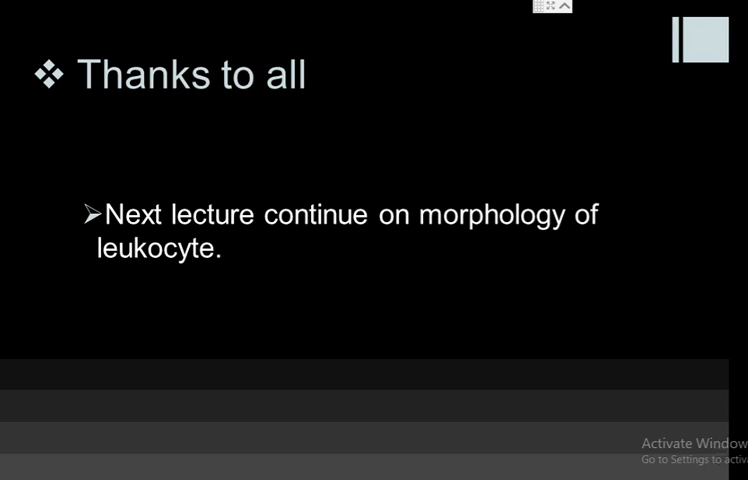 Thanks to all
Next lecture continue on morphology of
leukocyte.
Activate Window
Go to Settings to activ